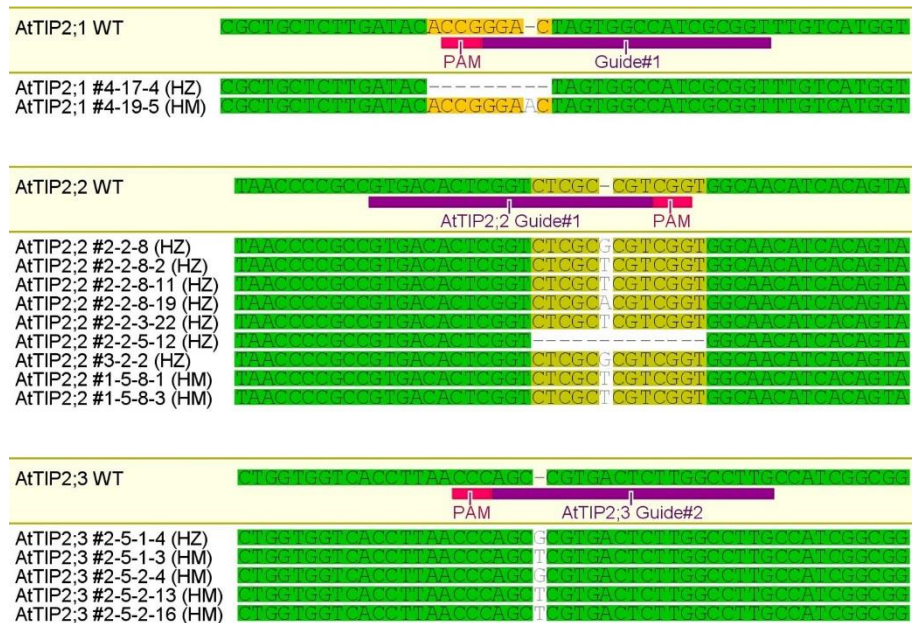 AtTIP2;1 WT CGCTGCTCTTGATACACCGGGA-CTAGTGGCCATCGCGGTTTGTCATGGT
PAM Guide#1
AtTIP2;1 #4-17-4 (HZ) CGCTGCTCTTGATAC---------TAGTGGCCATCGCGGTTTGTCATGGT
AtTIP2;1 #4-19-5 (HM) CGCTGCTCTTGATACACCGGGAACTAGTGGCCATCGCGGTTTGTCATGGT
AtTIP2;2 WT TAACCCCGCCGTGACACTCGGTCTCGC-CGTCGGTGGCAACATCACAGTA
AtTIP2;2 Guide#1 PAM
AtTIP2;2 #2-2-8 (HZ) TAACCCCGCCGTGACACTCGGTCTCGCGCGTCGGTGGCAACATCACAGTA
AtTIP2;2 #2-2-8-2 (HZ) TAACCCCGCCGTGACACTCGGTCTCGCTCGTCGGTGGCAACATCACAGTA
AtTIP2;2 #2-2-8-11 (HZ) TAACCCCGCCGTGACACTCGGTCTCGCTCGTCGGTGGCAACATCACAGTA
AtTIP2;2 #2-2-8-19 (HZ) TAACCCCGCCGTGACACTCGGTCTCGCACGTCGGTGGCAACATCACAGTA
AtTIP2;2 #2-2-3-22 (HZ) TAACCCCGCCGTGACACTCGGTCTCGCTCGTCGGTGGCAACATCACAGTA
AtTIP2;2 #2-2-5-12 (HZ) TAACCCCGCCGTGACACTCGGT-------------GGCAACATCACAGTA
AtTIP2;2 #3-2-2 (HZ) TAACCCCGCCGTGACACTCGGTCTCGCGCGTCGGTGGCAACATCACAGTA
AtTIP2;2 #1-5-8-1 (HM) TAACCCCGCCGTGACACTCGGTCTCGCTCGTCGGTGGCAACATCACAGTA
AtTIP2;2 #1-5-8-3 (HM) TAACCCCGCCGTGACACTCGGTCTCGCTCGTCGGTGGCAACATCACAGTA
AtTIP2;3 WT CTGGTGGTCACCTTAACCCAGC-CGTGACTCTTGGCCTTGCCATCGGCGG
PAM AtTIP2;3 Guide#2
AtTIP2;3 #2-5-1-4 (HZ) CTGGTGGTCACCTTAACCCAGCGCGTGACTCTTGGCCTTGCCATCGGCGG
AtTIP2;3 #2-5-1-3 (HM) CTGGTGGTCACCTTAACCCAGCTCGTGACTCTTGGCCTTGCCATCGGCGG
AtTIP2;3 #2-5-2-4 (HM) CTGGTGGTCACCTTAACCCAGCGCGTGACTCTTGGCCTTGCCATCGGCGG
AtTIP2;3 #2-5-2-13 (HM) CTGGTGGTCACCTTAACCCAGCTCGTGACTCTTGGCCTTGCCATCGGCGG
AtTIP2;3 #2-5-2-16 (HM) CTGGTGGTCACCTTAACCCAGCTCGTGACTCTTGGCCTTGCCATCGGCGG